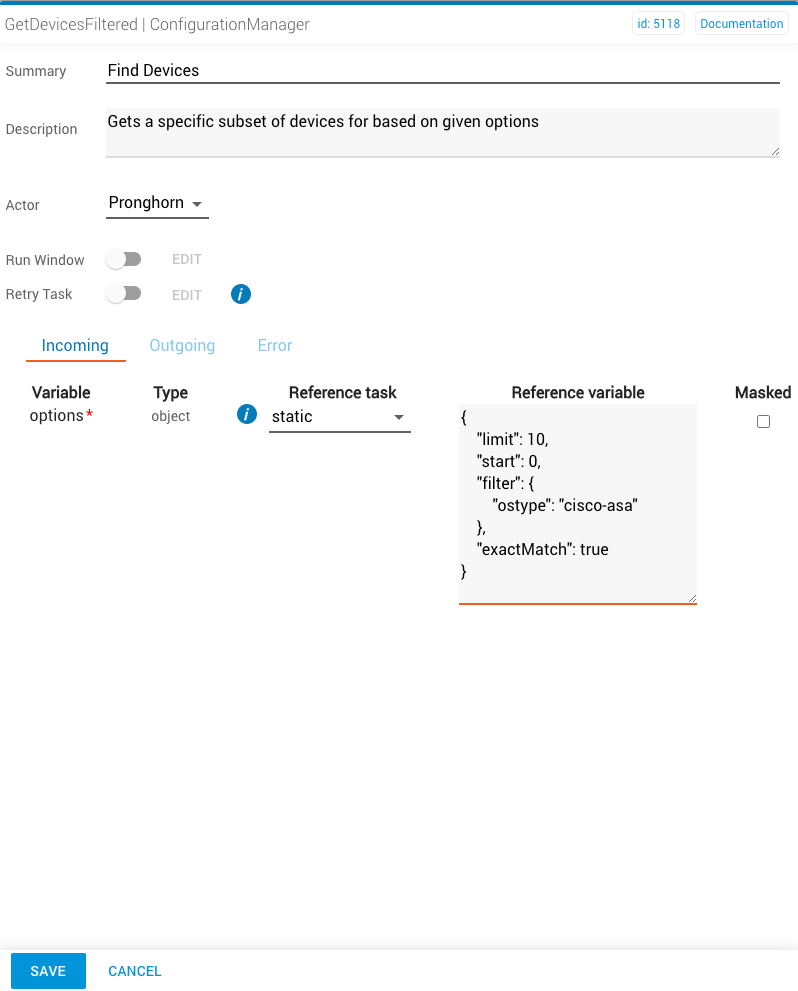 GetDevicesFiltered | ConfigurationManager
id: 5118
Documentation
Summary
Find Devices
Description
Gets a specific subset of devices for based on given options
Actor
Pronghorn
Run Window
EDIT
Retry Task
EDIT
i
Incoming
Outgoing
Error
Variable
Type
Reference task
Reference variable
Masked
options*
object
i
static
{
"limit": 10,
"start": 0,
"filter": {
"ostype": "cisco-asa"
},
"exactMatch": true
}
SAVE
CANCEL